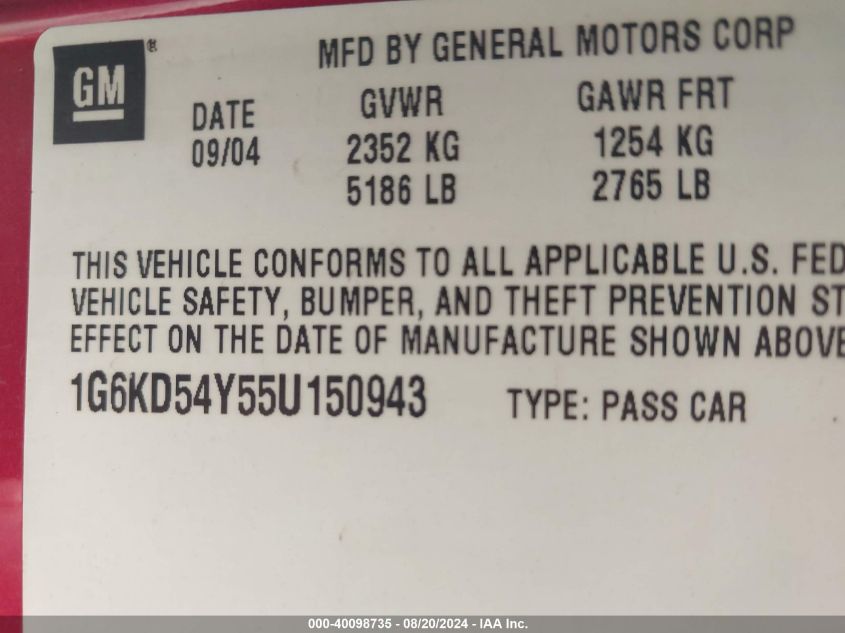 GM®
MFD BY GENERAL MOTORS CORP
DATE GVWR GAWR FRT
09/04 2352 KG 1254 KG
5186 LB 2765 LB
THIS VEHICLE CONFORMS TO ALL APPLICABLE U.S. FED
VEHICLE SAFETY, BUMPER, AND THEFT PREVENTION ST
EFFECT ON THE DATE OF MANUFACTURE SHOWN ABOVE
1G6KD54Y55U150943 TYPE: PASS CAR
000-40098735 - 08/20/2024 - IAA Inc.